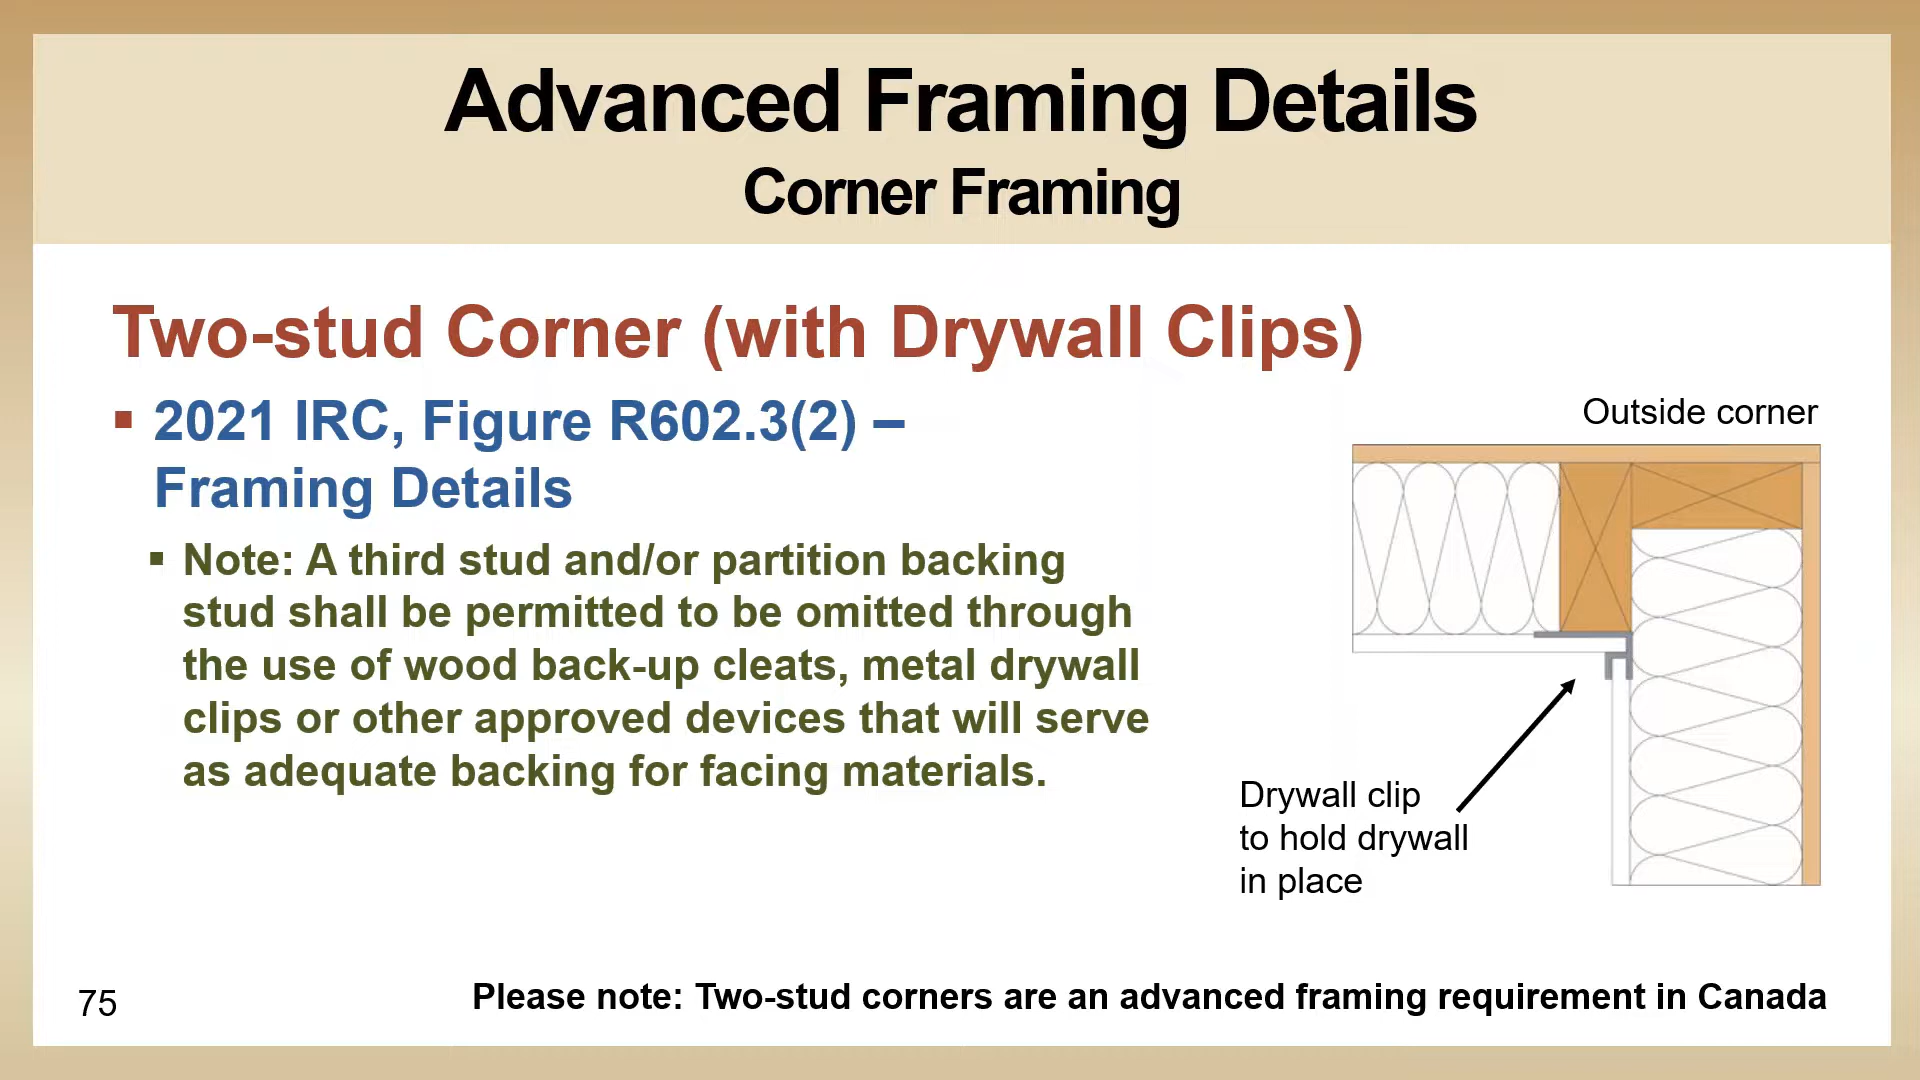 Advanced Framing Details
Corner Framing
Two-stud Corner (with Drywall Clips)
▪ 2021 IRC, Figure R602.3(2) –
Framing Details
▪ Note: A third stud and/or partition backing
stud shall be permitted to be omitted through
the use of wood back-up cleats, metal drywall
clips or other approved devices that will serve
as adequate backing for facing materials.
Outside corner
Drywall clip
to hold drywall
in place
75
Please note: Two-stud corners are an advanced framing requirement in Canada